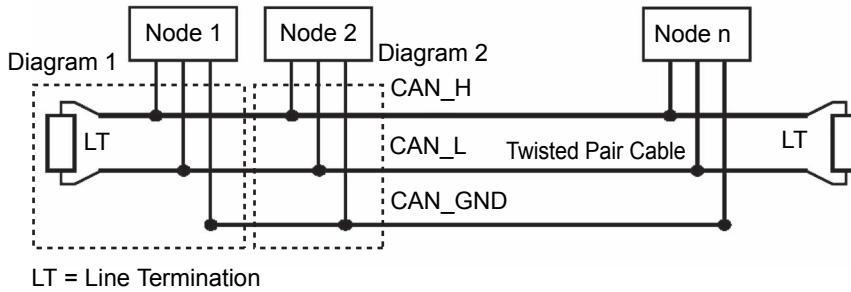 Node 1
Node 2
Node n
Diagram 1
Diagram 2
CAN_H
LT
CAN_L
Twisted Pair Cable
LT
CAN_GND
LT = Line Termination